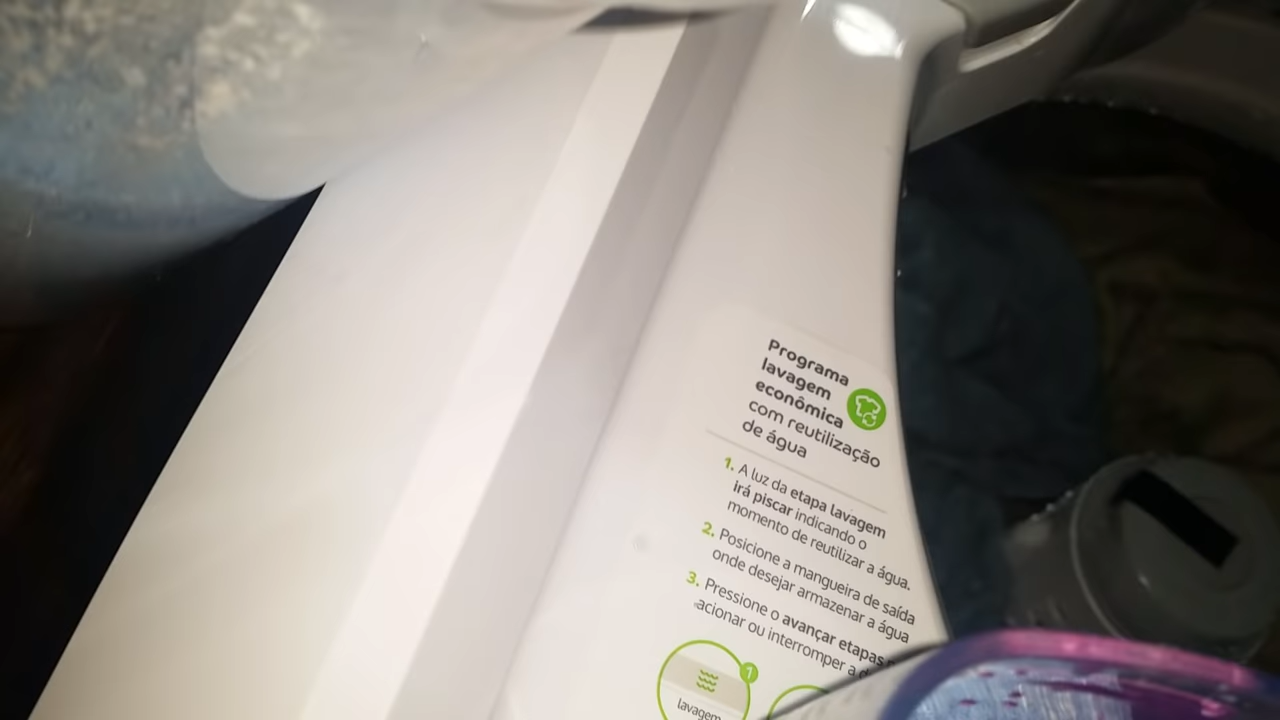 Programa
lavagem
econômica
com reutilização
de água
1. A luz da etapa lavagem
irá piscar indicando o
momento de reutilizar a água.
2. Posicione a mangueira de saída
onde desejar armazenar a água
3. Pressione o avançar etapas
acionar ou interromper a
1
lavagem